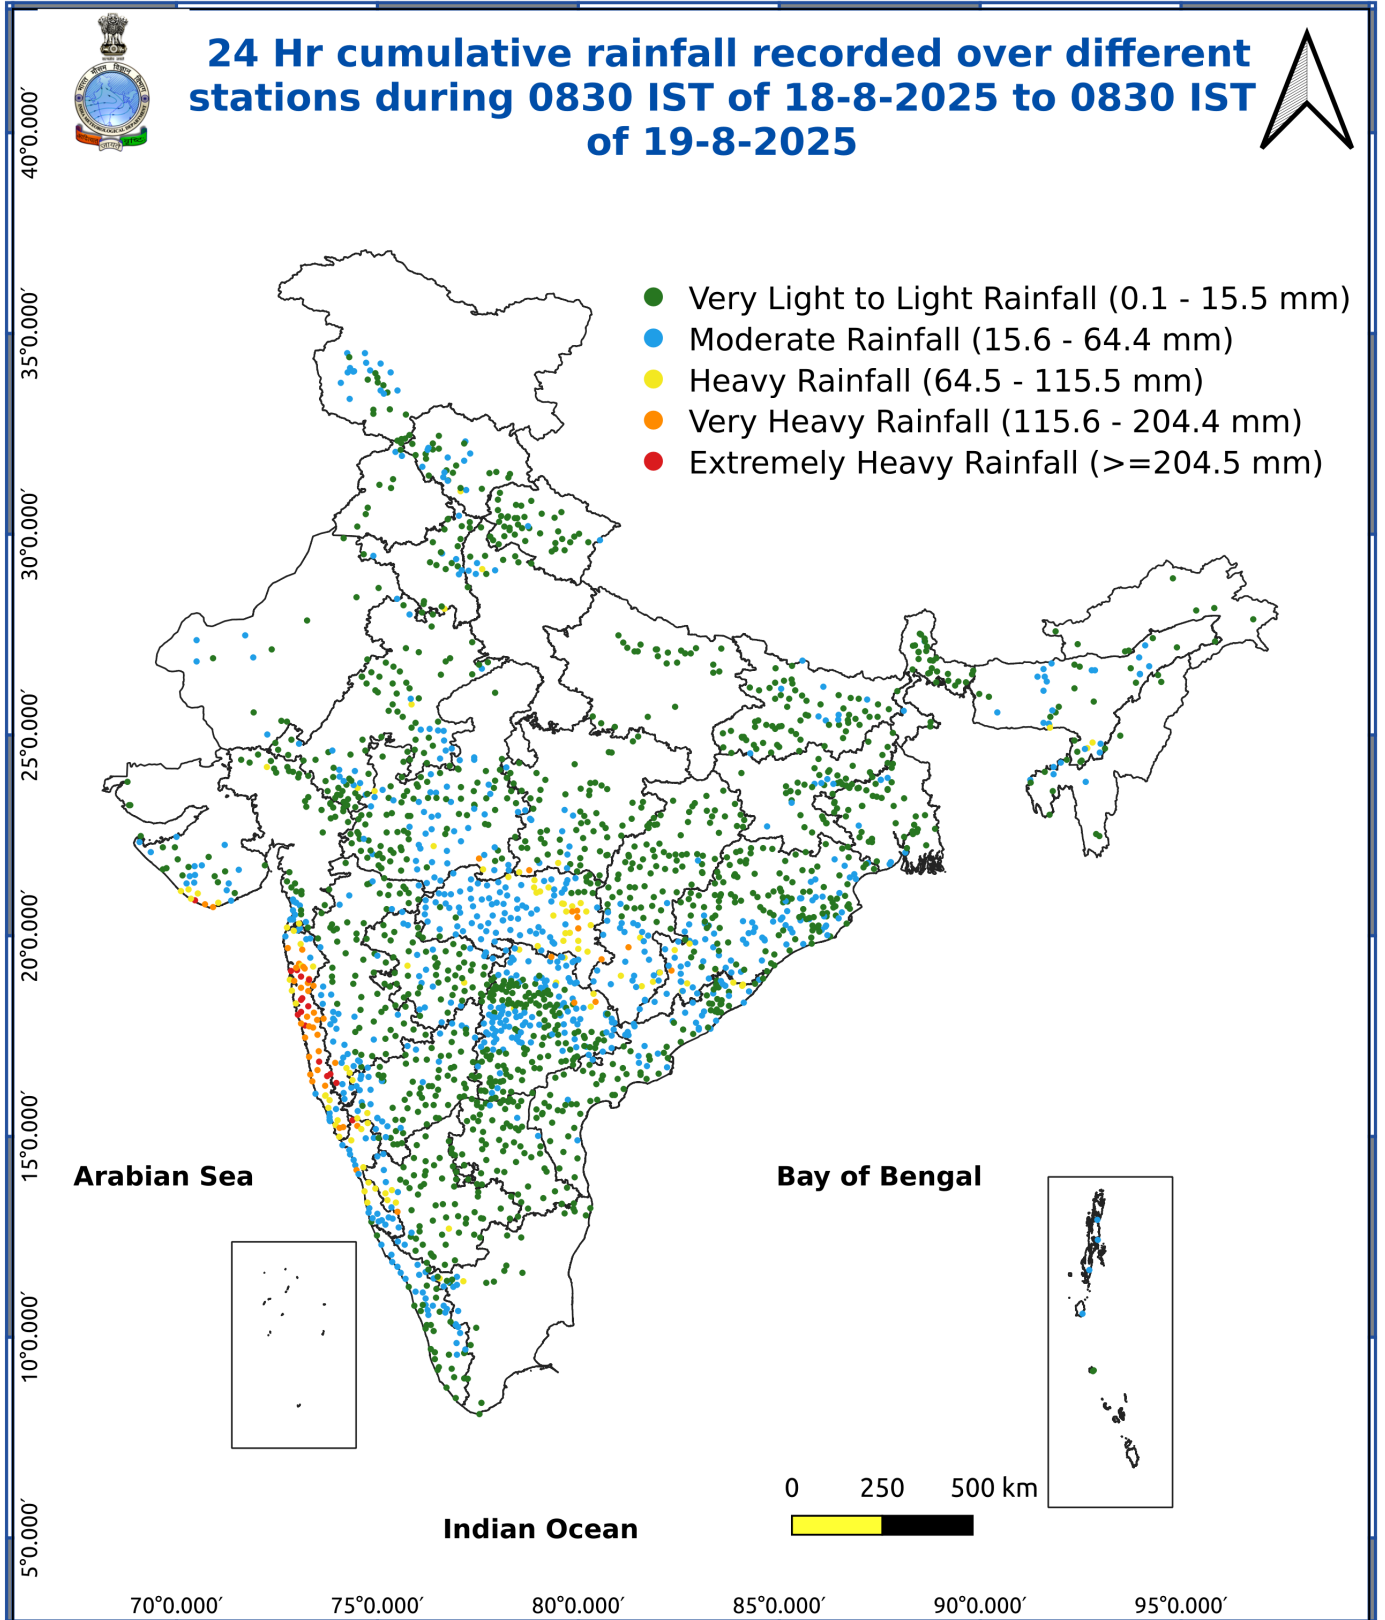 24 Hr cumulative rainfall recorded over different
stations during 0830 IST of 18-8-2025 to 0830 IST
of 19-8-2025
40°0.000′
35°0.000′
30°0.000′
25°0.000′
20°0.000′
15°0.000′
10°0.000′
5°0.000′
Very Light to Light Rainfall (0.1 - 15.5 mm)
Moderate Rainfall (15.6 - 64.4 mm)
Heavy Rainfall (64.5 - 115.5 mm)
Very Heavy Rainfall (115.6 - 204.4 mm)
Extremely Heavy Rainfall (>=204.5 mm)
Arabian Sea
Bay of Bengal
Indian Ocean
0 250 500 km
70°0.000′ 75°0.000′ 80°0.000′ 85°0.000′ 90°0.000′ 95°0.000′